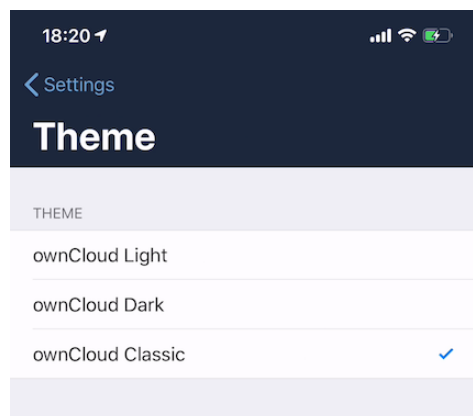 18:20
Settings
Theme
THEME
ownCloud Light
ownCloud Dark
ownCloud Classic